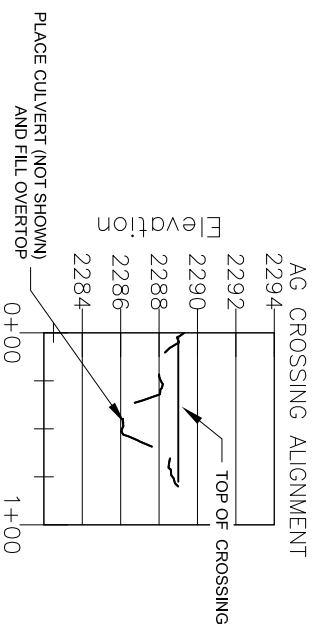 AG CROSSING ALIGNMENT
Elevation
2294
2292
2290
2288
2286
2284
0+00
1+00
TOP OF CROSSING
PLACE CULVERT (NOT SHOWN)
AND FILL OVERTOP